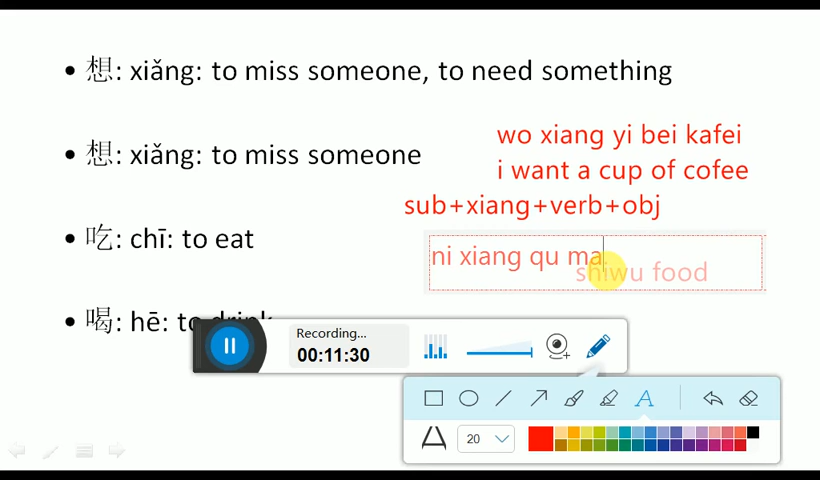 • 想: xiǎng: to miss someone, to need something
wo xiang yi bei kafei
• 想: xiǎng: to miss someone
i want a cup of cofee
sub+xiang+verb+obj
• 吃: chī: to eat
ni xiang qu ma
shiwu food
• 喝: hē: to drink
Recording...
00:11:30
A
20